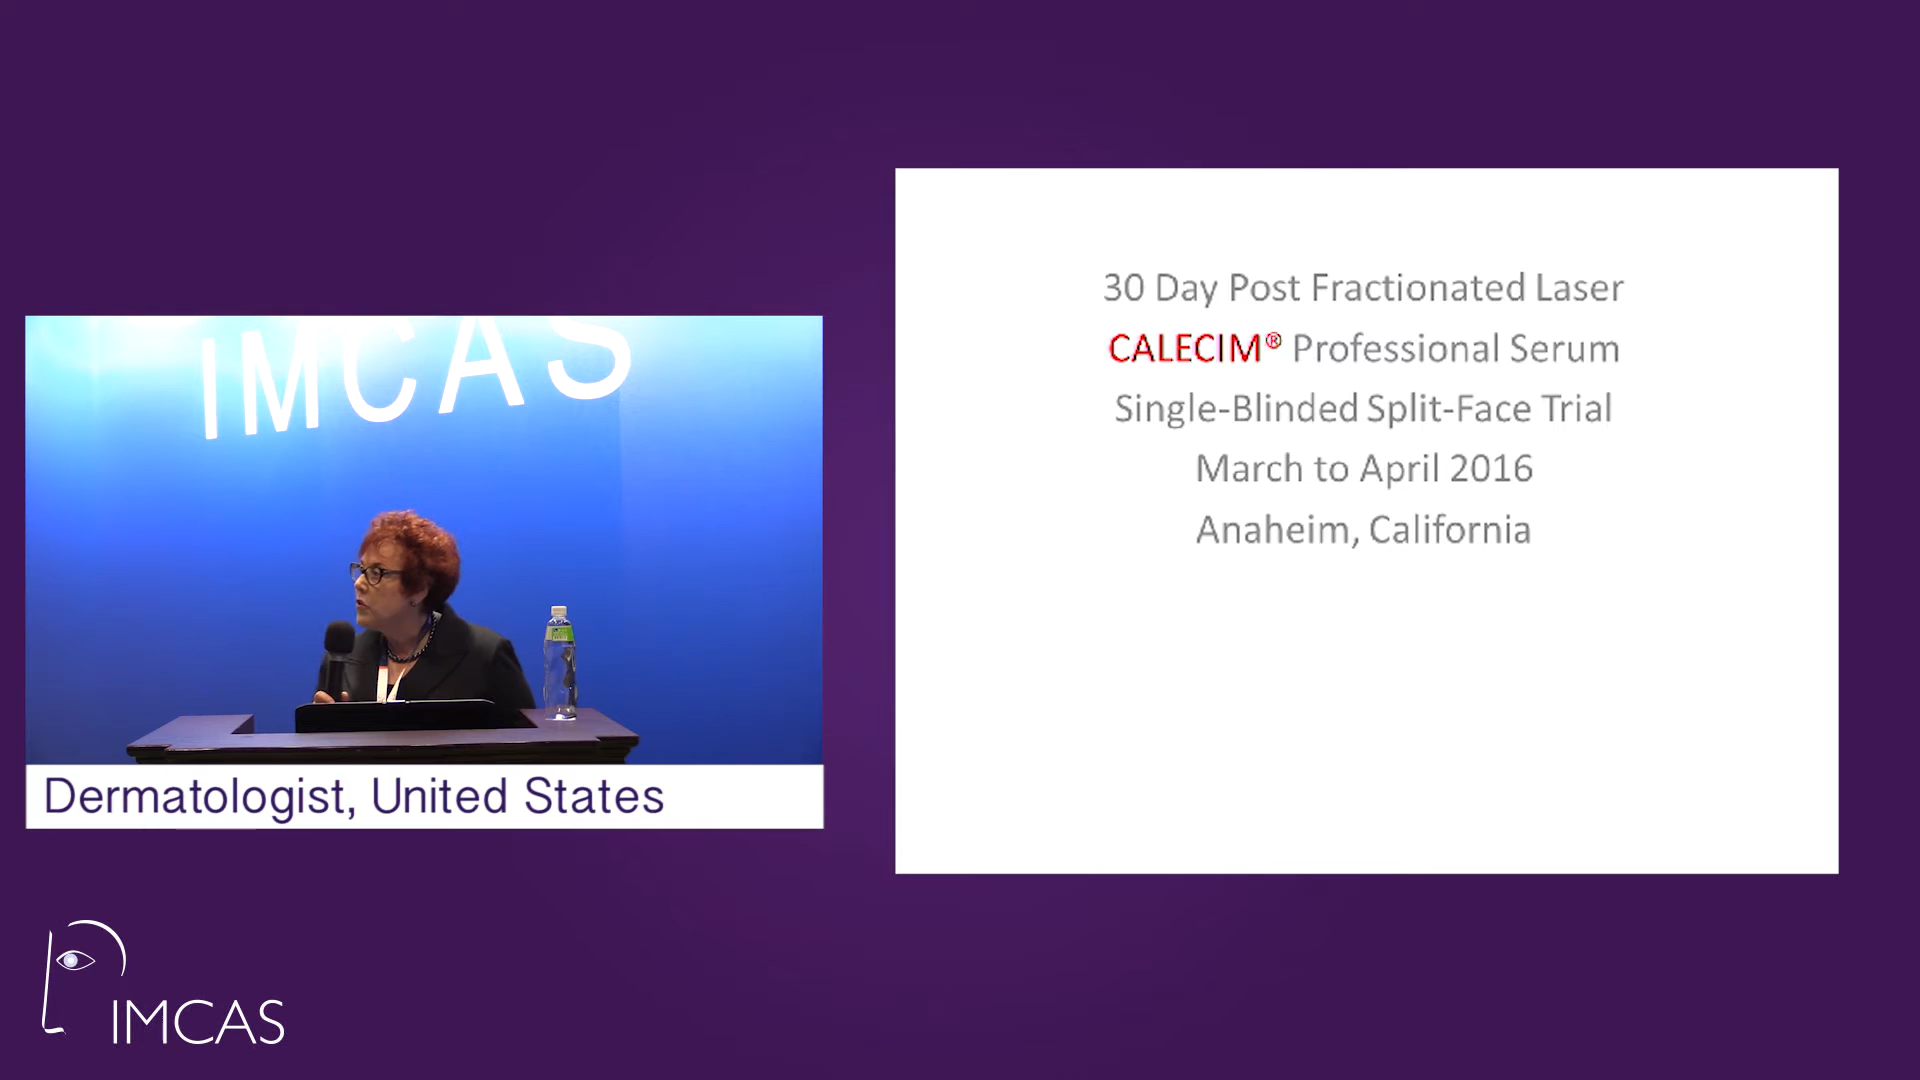 IMCAS
Dermatologist, United States
IMCAS
30 Day Post Fractionated Laser
CALECIM® Professional Serum
Single-Blinded Split-Face Trial
March to April 2016
Anaheim, California